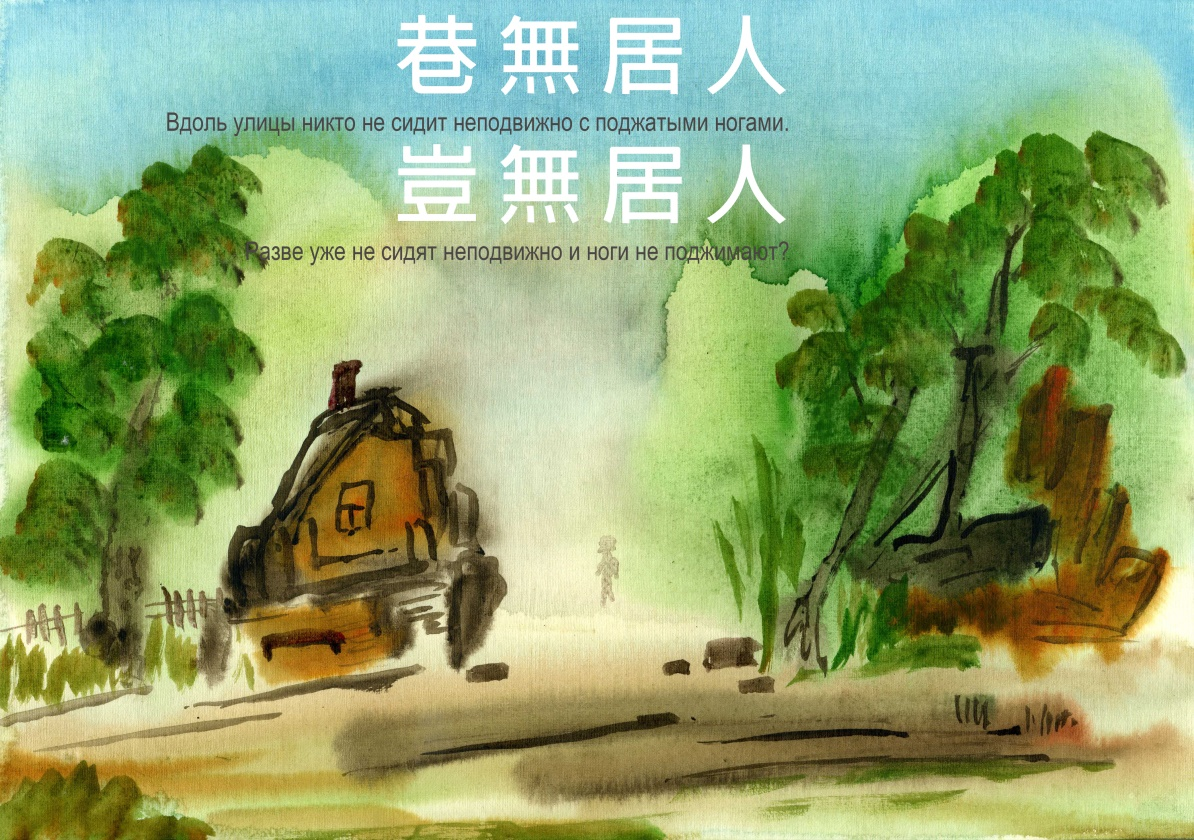 巷無居人
Вдоль улицы никто не сидит неподвижно с поджатыми ногами.
豈無居人
Разве уже не сидят неподвижно и ноги не поджимают?